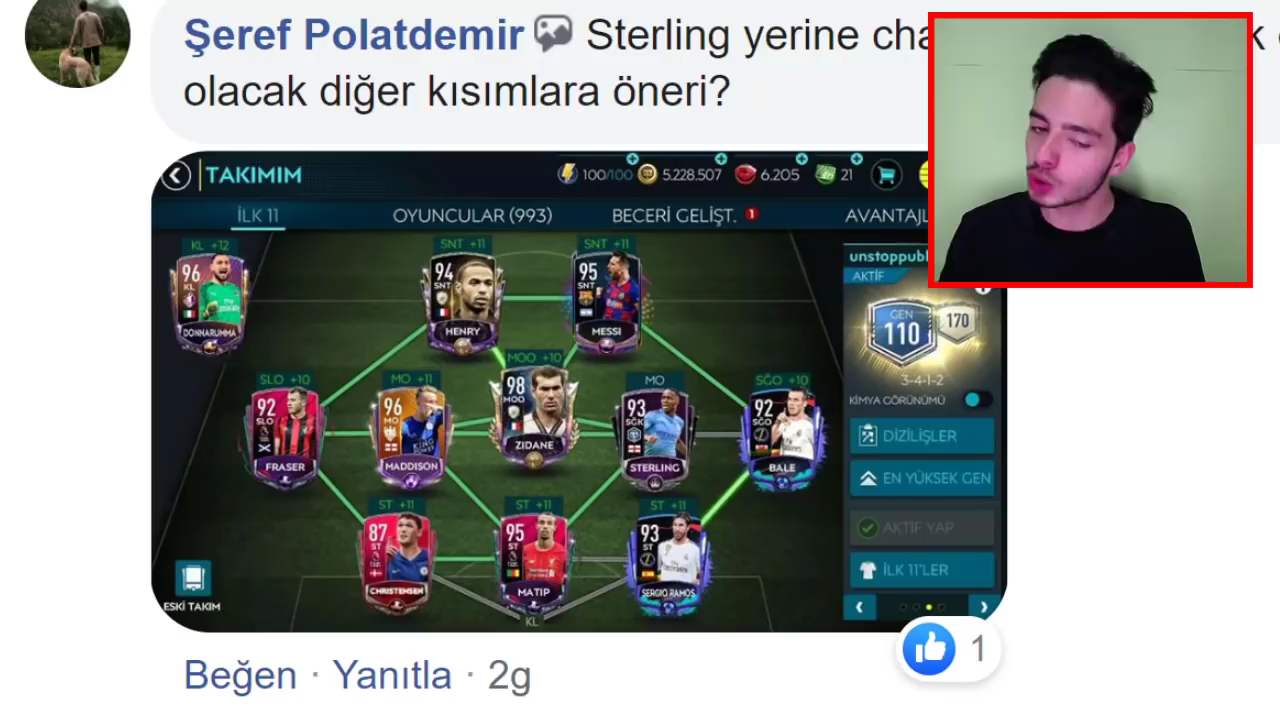 Şeref Polatdemir Sterling yerine
olacak diğer kısımlara öneri?
TAKIMIM
100/100 5.228.507 6.205 21
İLK 11 OYUNCULAR (993) BECERİ GELİŞT. 1
KL +12 SNT +11 SNT +11
unstoppubl
AKTİF
96 KL DONNARUMMA
94 SNT HENRY
95 SNT MESSI
GEN 110 170
3-4-1-2
KİMYA GÖRÜNÜMÜ
SLO +10 MO +11 MOO +10 MO SĞO +10
92 SLO FRASER
96 MO MADDISON KING POWER
98 MOO ZIDANE
93 SĞK STERLING
92 SĞO BALE
DİZİLİŞLER
EN YÜKSEK GEN
ST +11 ST +11 ST +11
87 ST CHRISTENSEN
95 ST MATIP
93 ST SERGIO RAMOS
AKTİF YAP
İLK 11'LER
ESKİ TAKIM
KL
Beğen · Yanıtla · 2g
1